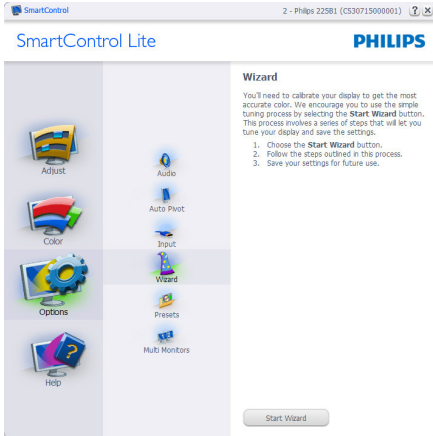 SmartControl
2 - Philips 225B1 (CS30715000001)
?
X
SmartControl Lite
PHILIPS
Adjust
Color
Options
Help
Audio
Auto Pivot
Input
Wizard
Presets
Multi Monitors
Wizard
You'll need to calibrate your display to get the most
accurate color. We encourage you to use the simple
tuning process by selecting the Start Wizard button.
This process involves a series of steps that will let you
tune your display and save the settings.
1. Choose the Start Wizard button.
2. Follow the steps outlined in this process.
3. Save your settings for future use.
Start Wizard